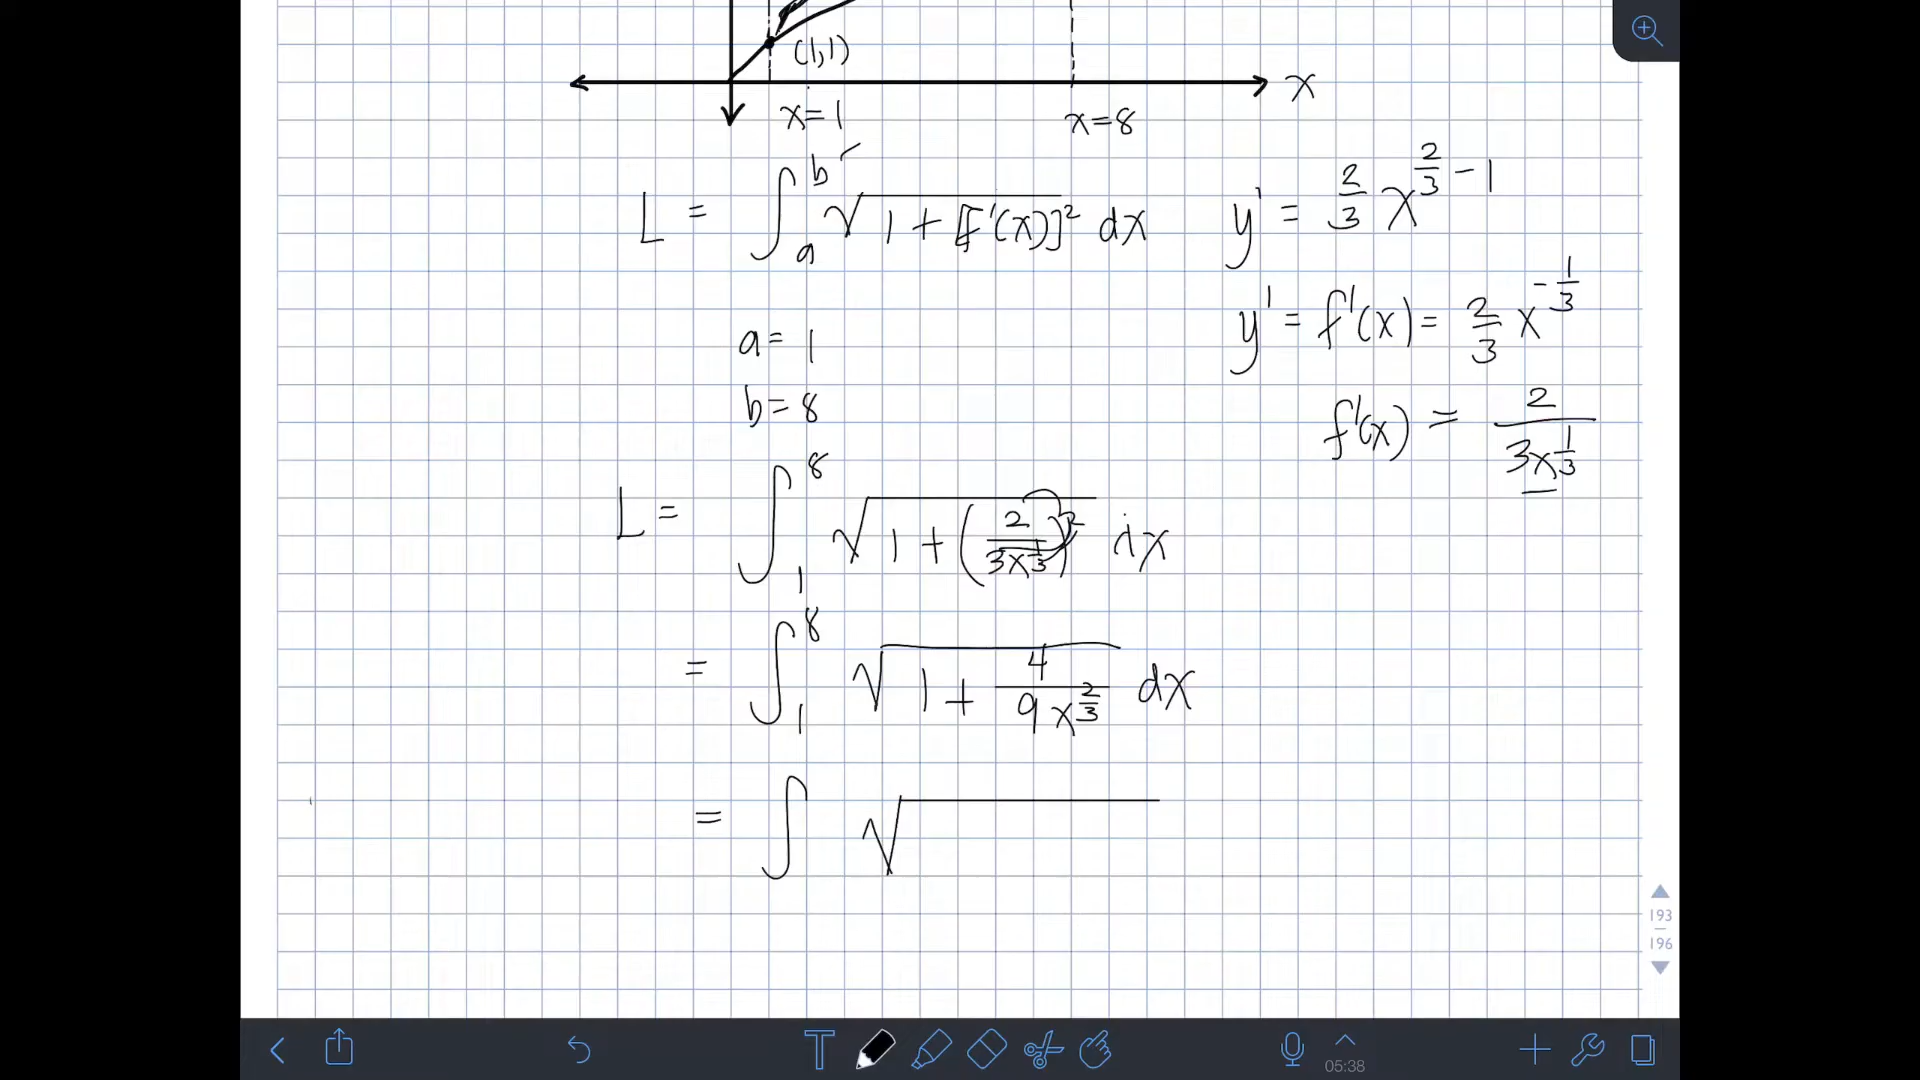 (1,1)
x
x=1
x=8
L = ∫_a^b √(1+[f'(x)]² dx
y' = 2/3 x^(2/3 - 1)
y' = f'(x) = 2/3 x^(-1/3)
a = 1
b = 8
f'(x) = 2/(3x^(1/3))
L = ∫_1^8 √(1+(2/(3x^(1/3)))²) dx
= ∫_1^8 √(1+4/(9x^(2/3))) dx
= ∫ √
193
196
T
05:38